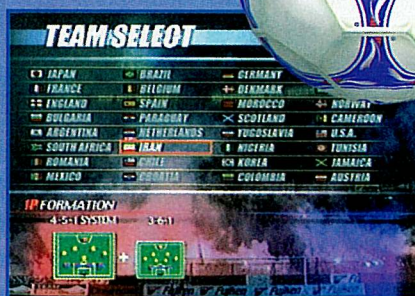 TEAM SELECT
JAPAN BRAZIL GERMANY
FRANCE BELGIUM DENMARK
ENGLAND SPAIN MOROCCO NORWAY
BULGARIA PARAGUAY SCOTLAND CAMEROON
ARGENTINA NETHERLANDS YUGOSLAVIA U.S.A.
SOUTH AFRICA IRAN NIGERIA TUNISIA
ROMANIA CHILE KOREA JAMAICA
MEXICO CROATIA COLOMBIA AUSTRIA
1P FORMATION
4-5-1 SYSTEM 3-6-1